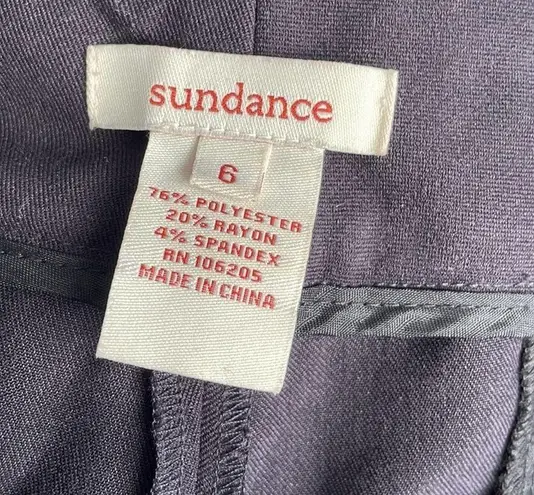 sundance
6
76% POLYESTER
20% RAYON
4% SPANDEX
RN 106205
MADE IN CHINA